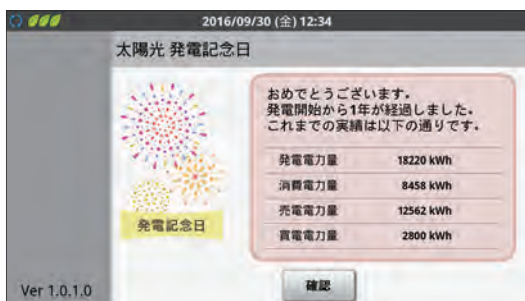 2016/09/30 (金) 12:34
太陽光 発電記念日
おめでとうございます。
発電開始から1年が経過しました。
これまでの実績は以下の通りです。
発電電力量 18220 kWh
消費電力量 8458 kWh
売電電力量 12562 kWh
買電電力量 2800 kWh
発電記念日
確認
Ver 1.0.1.0